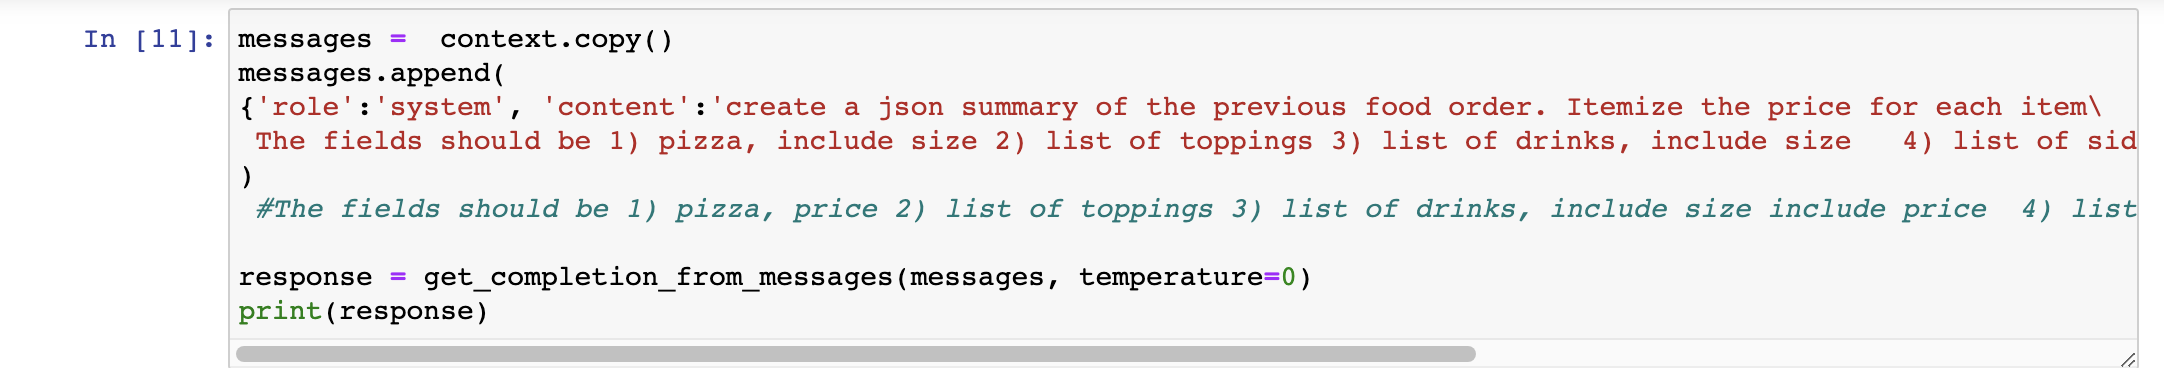 In [11]: messages =  context.copy()
messages.append(
{'role':'system', 'content':'create a json summary of the previous food order. Itemize the price for each item\
 The fields should be 1) pizza, include size 2) list of toppings 3) list of drinks, include size   4) list of sid
)
 #The fields should be 1) pizza, price 2) list of toppings 3) list of drinks, include size include price  4) list
response = get_completion_from_messages(messages, temperature=0)
print(response)